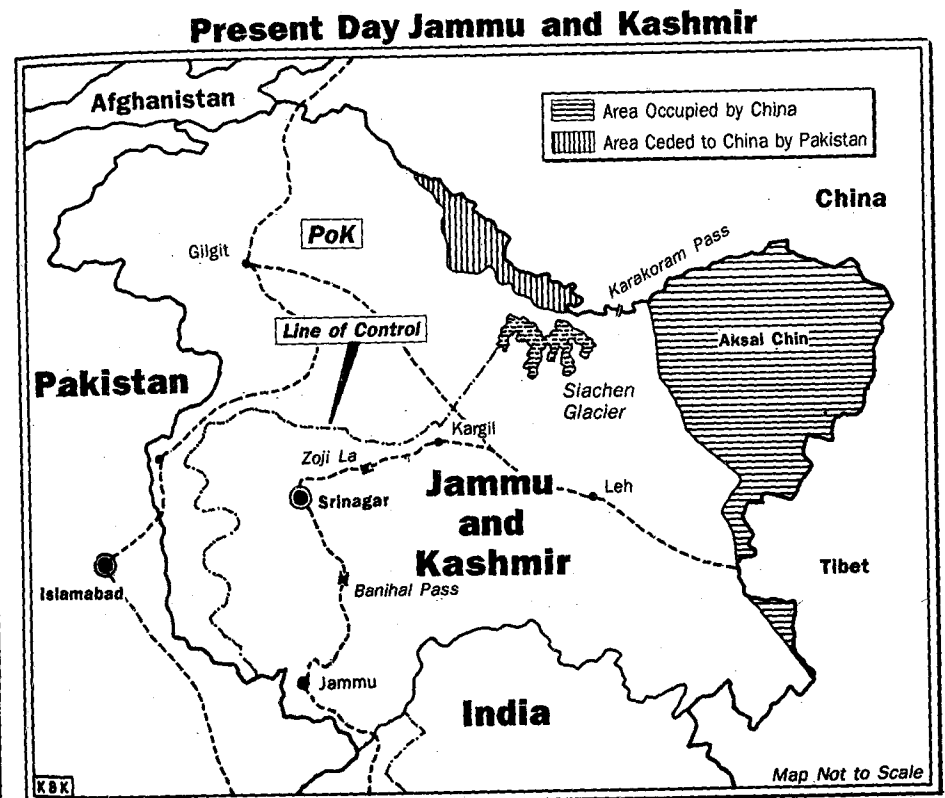 Present Day Jammu and Kashmir
Afghanistan
Area Occupied by China
Area Ceded to China by Pakistan
China
PoK
Gilgit
Karakoram Pass
Line of Control
Aksai Chin
Pakistan
Siachen
Glacier
Kargil
Zoji La
Srinagar
Jammu
and
Kashmir
Leh
Islamabad
Banihal Pass
Tibet
Jammu
India
KBK
Map Not to Scale